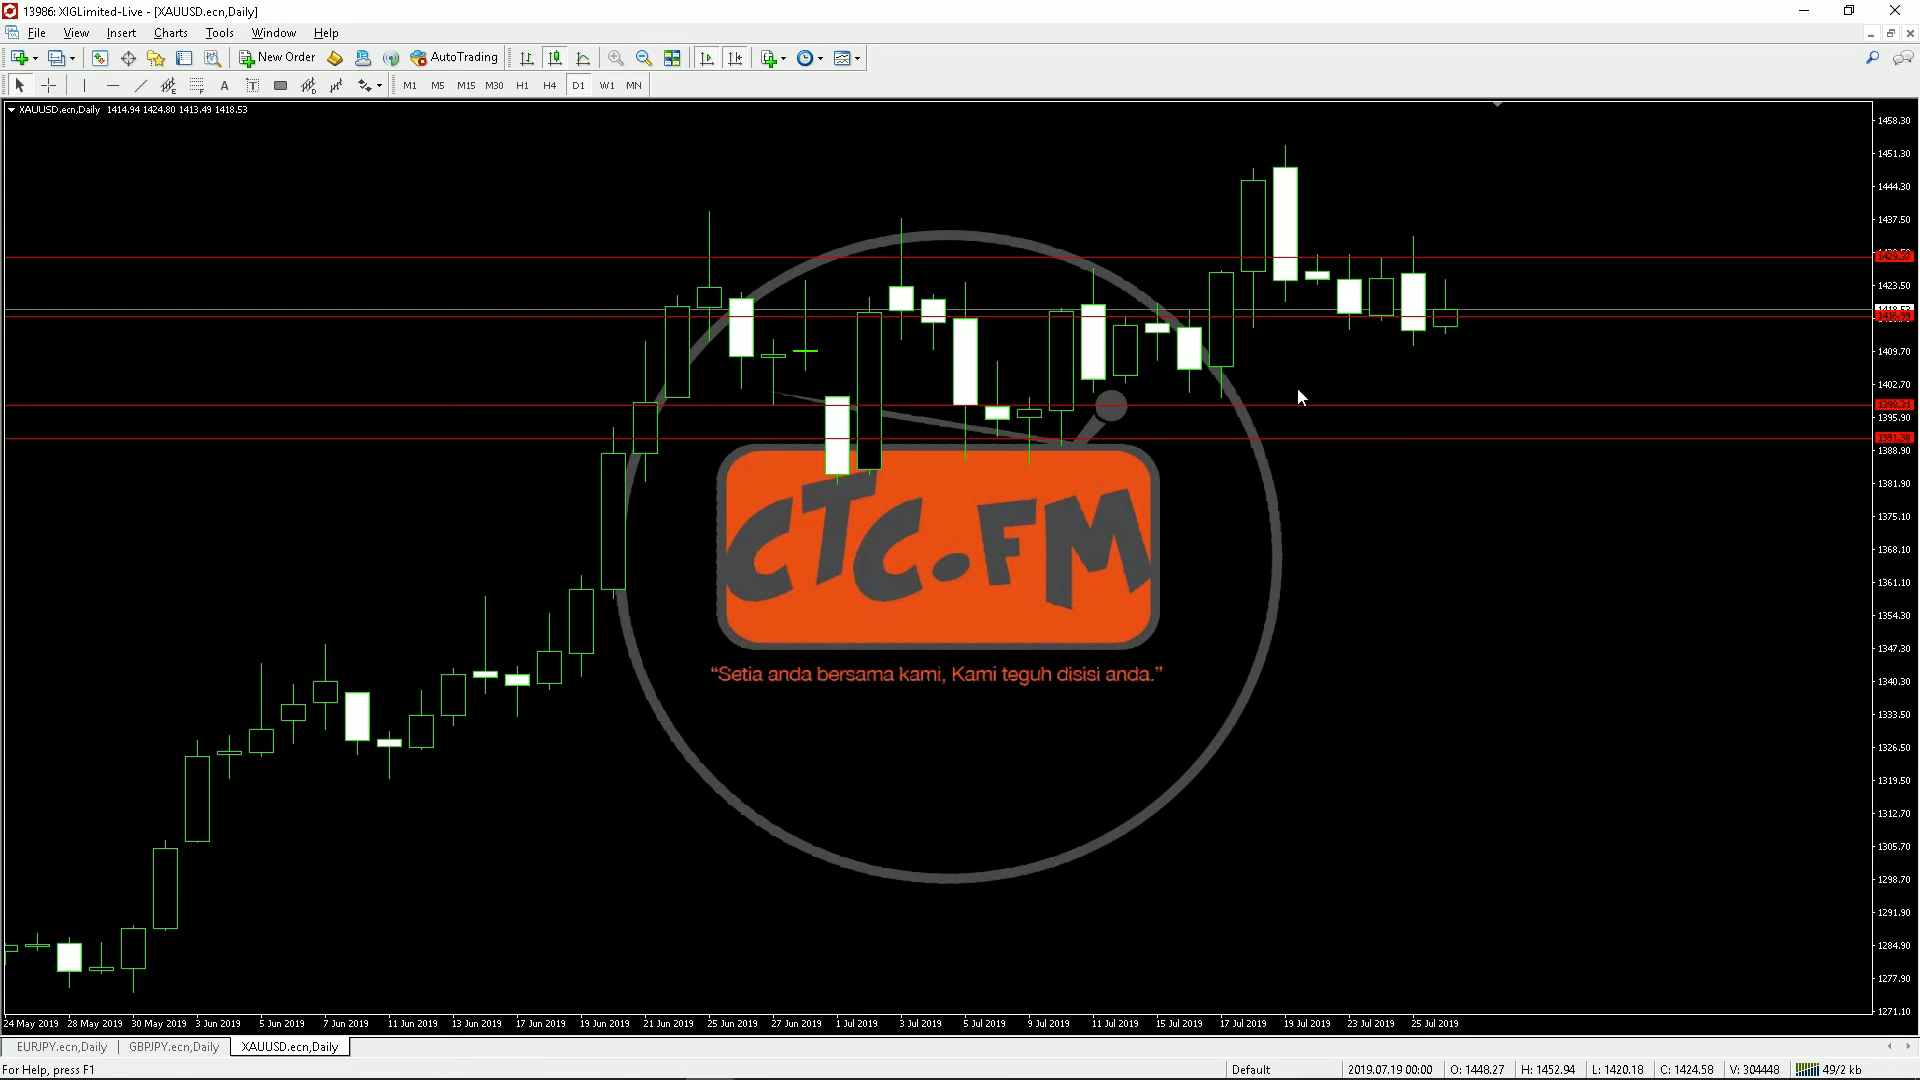 13986: XIGLimited-Live - [XAUUSD.ecn,Daily]
File View Insert Charts Tools Window Help
New Order AutoTrading
A T M1 M5 M15 M30 H1 H4 D1 W1 MN
XAUUSD.ecn,Daily 1414.94 1424.80 1413.49 1418.53
1458.30
1451.30
1444.30
1437.50
1423.50
1409.70
1402.70
1398.31
1395.90
1391.38
1388.90
1381.90
1375.10
1368.10
1361.10
1354.30
1347.30
1340.30
1333.50
1326.50
1319.50
1312.70
1305.70
1298.70
1291.90
1284.90
1277.90
1271.10
CTC.FM
“Setia anda bersama kami, Kami teguh disisi anda.”
24 May 2019 28 May 2019 30 May 2019 3 Jun 2019 5 Jun 2019 7 Jun 2019 11 Jun 2019 13 Jun 2019 17 Jun 2019 19 Jun 2019 21 Jun 2019 25 Jun 2019 27 Jun 2019 1 Jul 2019 3 Jul 2019 5 Jul 2019 9 Jul 2019 11 Jul 2019 15 Jul 2019 17 Jul 2019 19 Jul 2019 23 Jul 2019 25 Jul 2019
EURJPY.ecn,Daily GBPJPY.ecn,Daily XAUUSD.ecn,Daily
For Help, press F1 Default 2019.07.19 00:00 O: 1448.27 H: 1452.94 L: 1420.18 C: 1424.58 V: 304448 49/2 kb